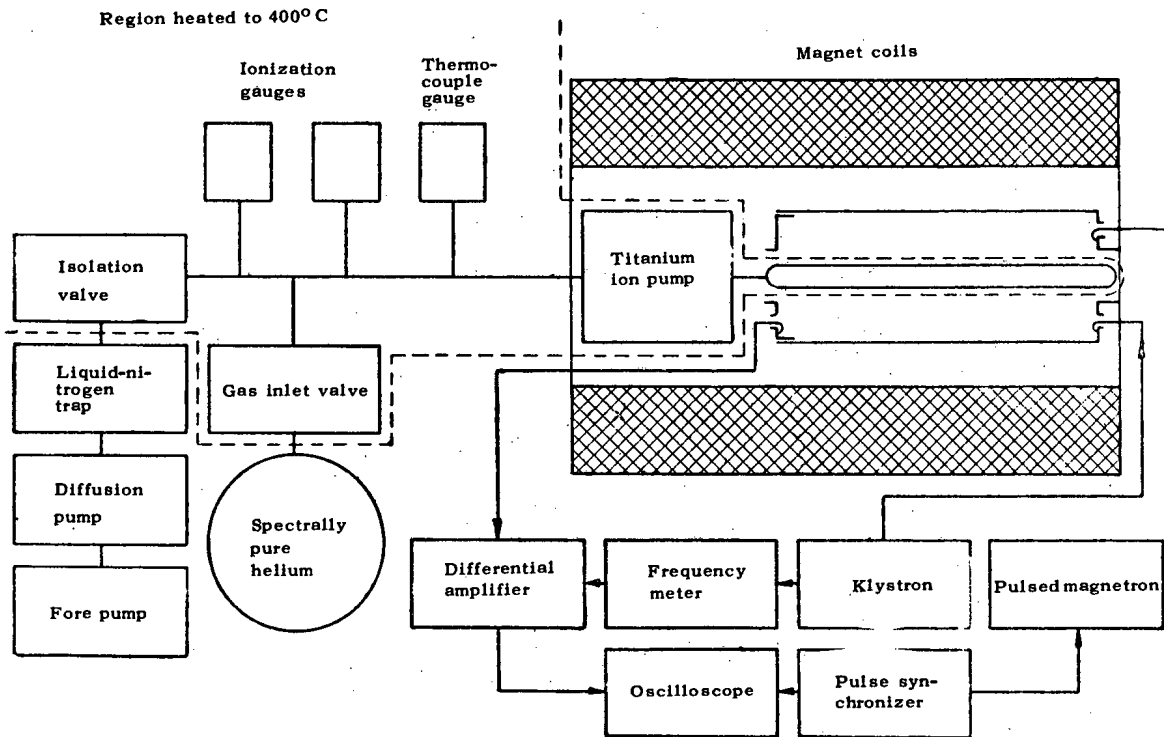 Region heated to 400° C
Magnet coils
Ionization
gauges
Thermo-
couple
gauge
Isolation
valve
Titanium
ion pump
Liquid-ni-
trogen
trap
Gas inlet valve
Diffusion
pump
Spectrally
pure
helium
Fore pump
Differential
amplifier
Frequency
meter
Klystron
Pulsed magnetron
Oscilloscope
Pulse syn-
chronizer